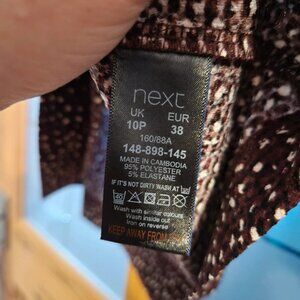 next
UK EUR
10P 38
160/88A
148-898-145
MADE IN CAMBODIA
95% POLYESTER
5% ELASTANE
IF IT'S NOT DIRTY WASH AT
Wash with similar colours
Wash inside out
Iron on reverse
KEEP AWAY FROM